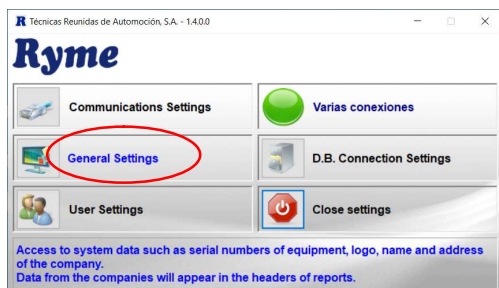 R Técnicas Reunidas de Automoción, S.A. - 1.4.0.0
Ryme
Communications Settings
Varias conexiones
General Settings
D.B. Connection Settings
User Settings
Close settings
Access to system data such as serial numbers of equipment, logo, name and address
of the company.
Data from the companies will appear in the headers of reports.